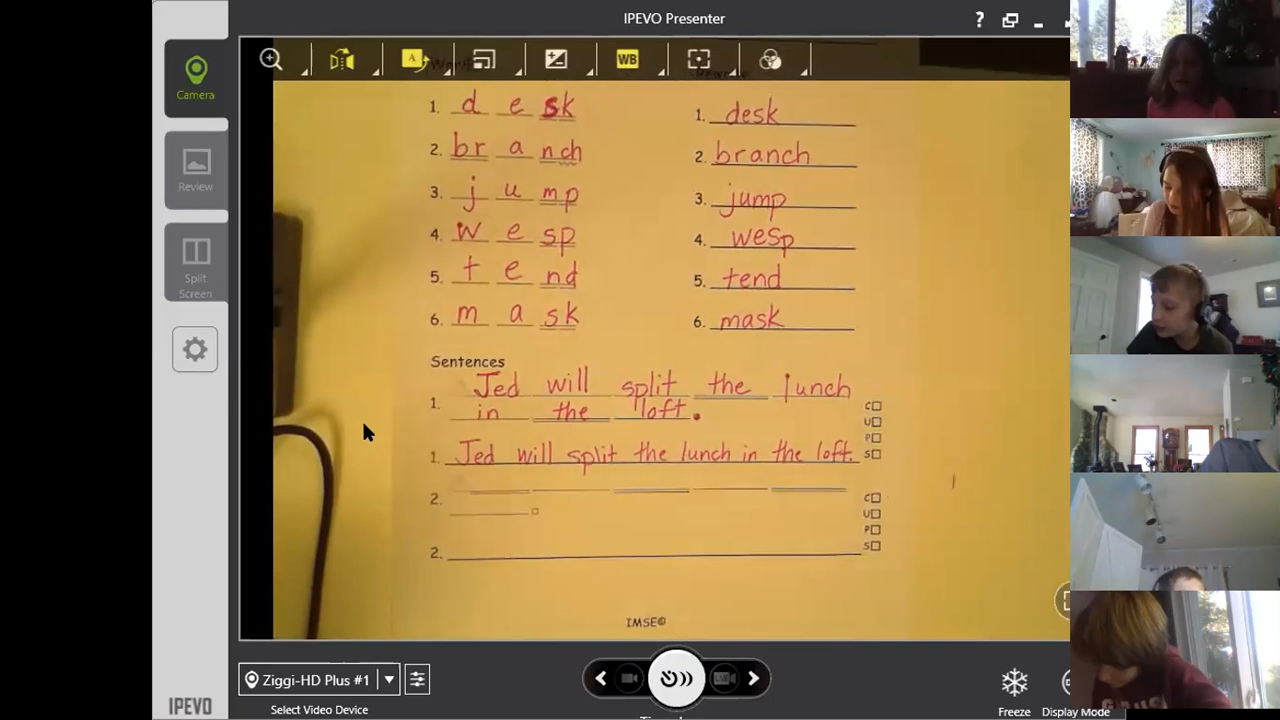 IPEVO Presenter
?
Camera
A
WB
1. d e sk
1. desk
2. br a nch
2. branch
Review
3. j u mp
3. jump
4. w e sp
4. wesp
Split
Screen
5. t e nd
5. tend
6. m a sk
6. mask
Sentences
1. Jed will split the lunch
in the loft.
C
U
P
1. Jed will split the lunch in the loft.
S
2.
C
U
P
2.
S
IMSE©
Ziggi-HD Plus #1
IPEVO
Select Video Device
Freeze
Display Mode